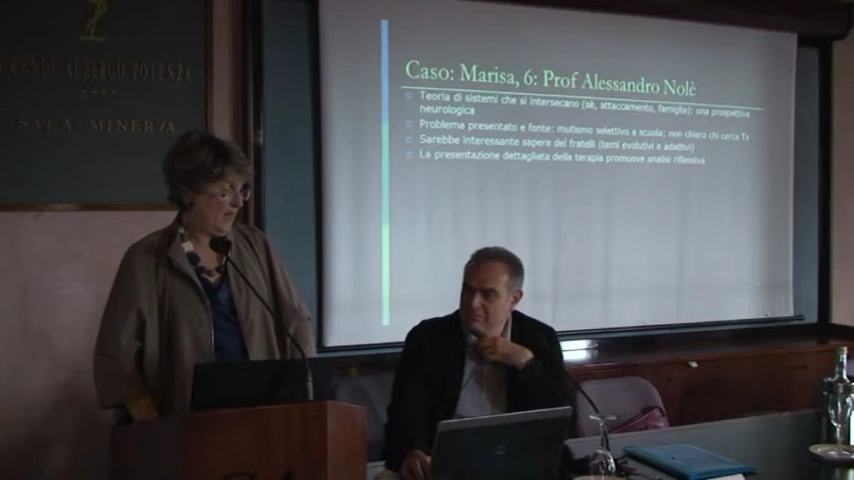 GRANDE ALBERGO POTENZA
SALA MINERVA
Caso: Marisa, 6: Prof Alessandro Nolè
Teoria di sistemi che si intersecano (sè, attaccamento, famiglia): una prospettiva
neurologica
Problema presentato e fonte: mutismo selettivo a scuola; non chiaro chi cerca Tx
Sarebbe interessante sapere dei fratelli (temi evolutivi e adattivi)
La presentazione dettagliata della terapia promuove analisi riflessiva